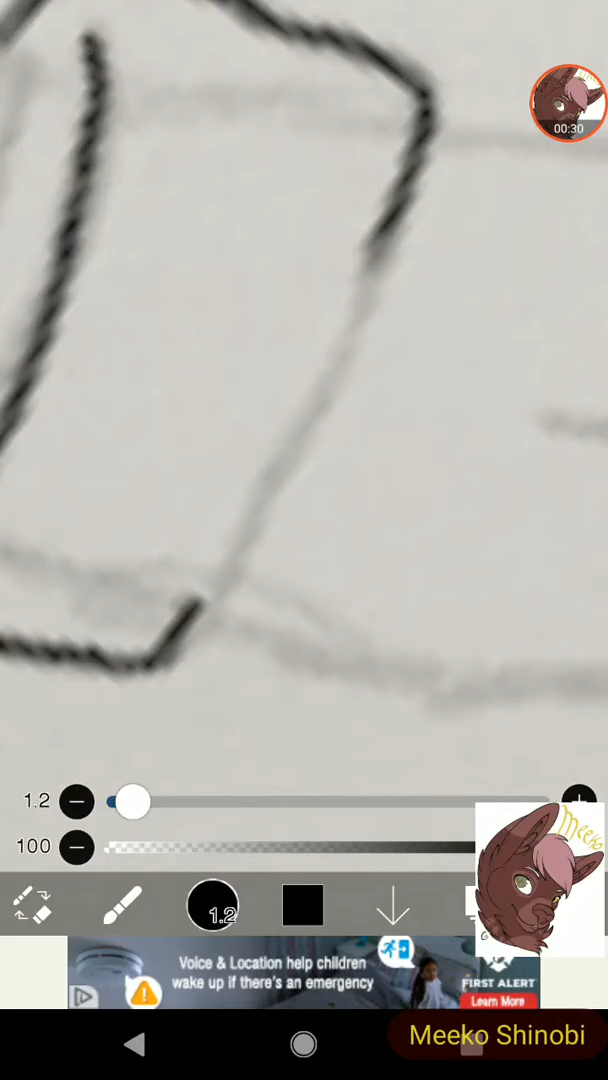 00:30
1.2
100
Meeko
1.2
Voice & Location help children
wake up if there's an emergency
FIRST ALERT
Learn More
Meeko Shinobi